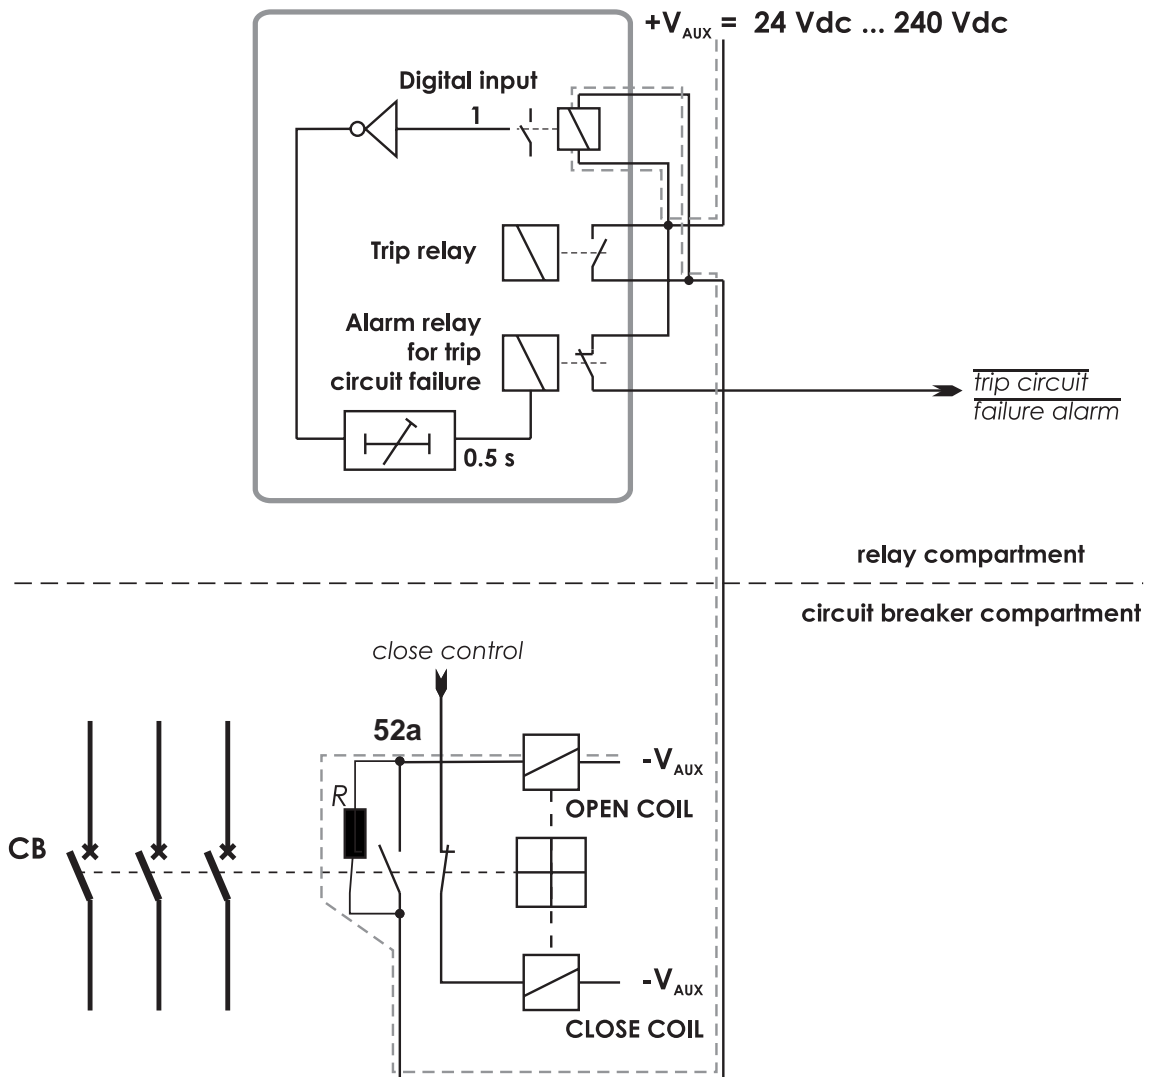 +VAUX = 24 Vdc ... 240 Vdc
Digital input
1
Trip relay
Alarm relay
for trip
circuit failure
trip circuit
failure alarm
0.5 s
relay compartment
circuit breaker compartment
close control
52a
-VAUX
R
OPEN COIL
CB
-VAUX
CLOSE COIL